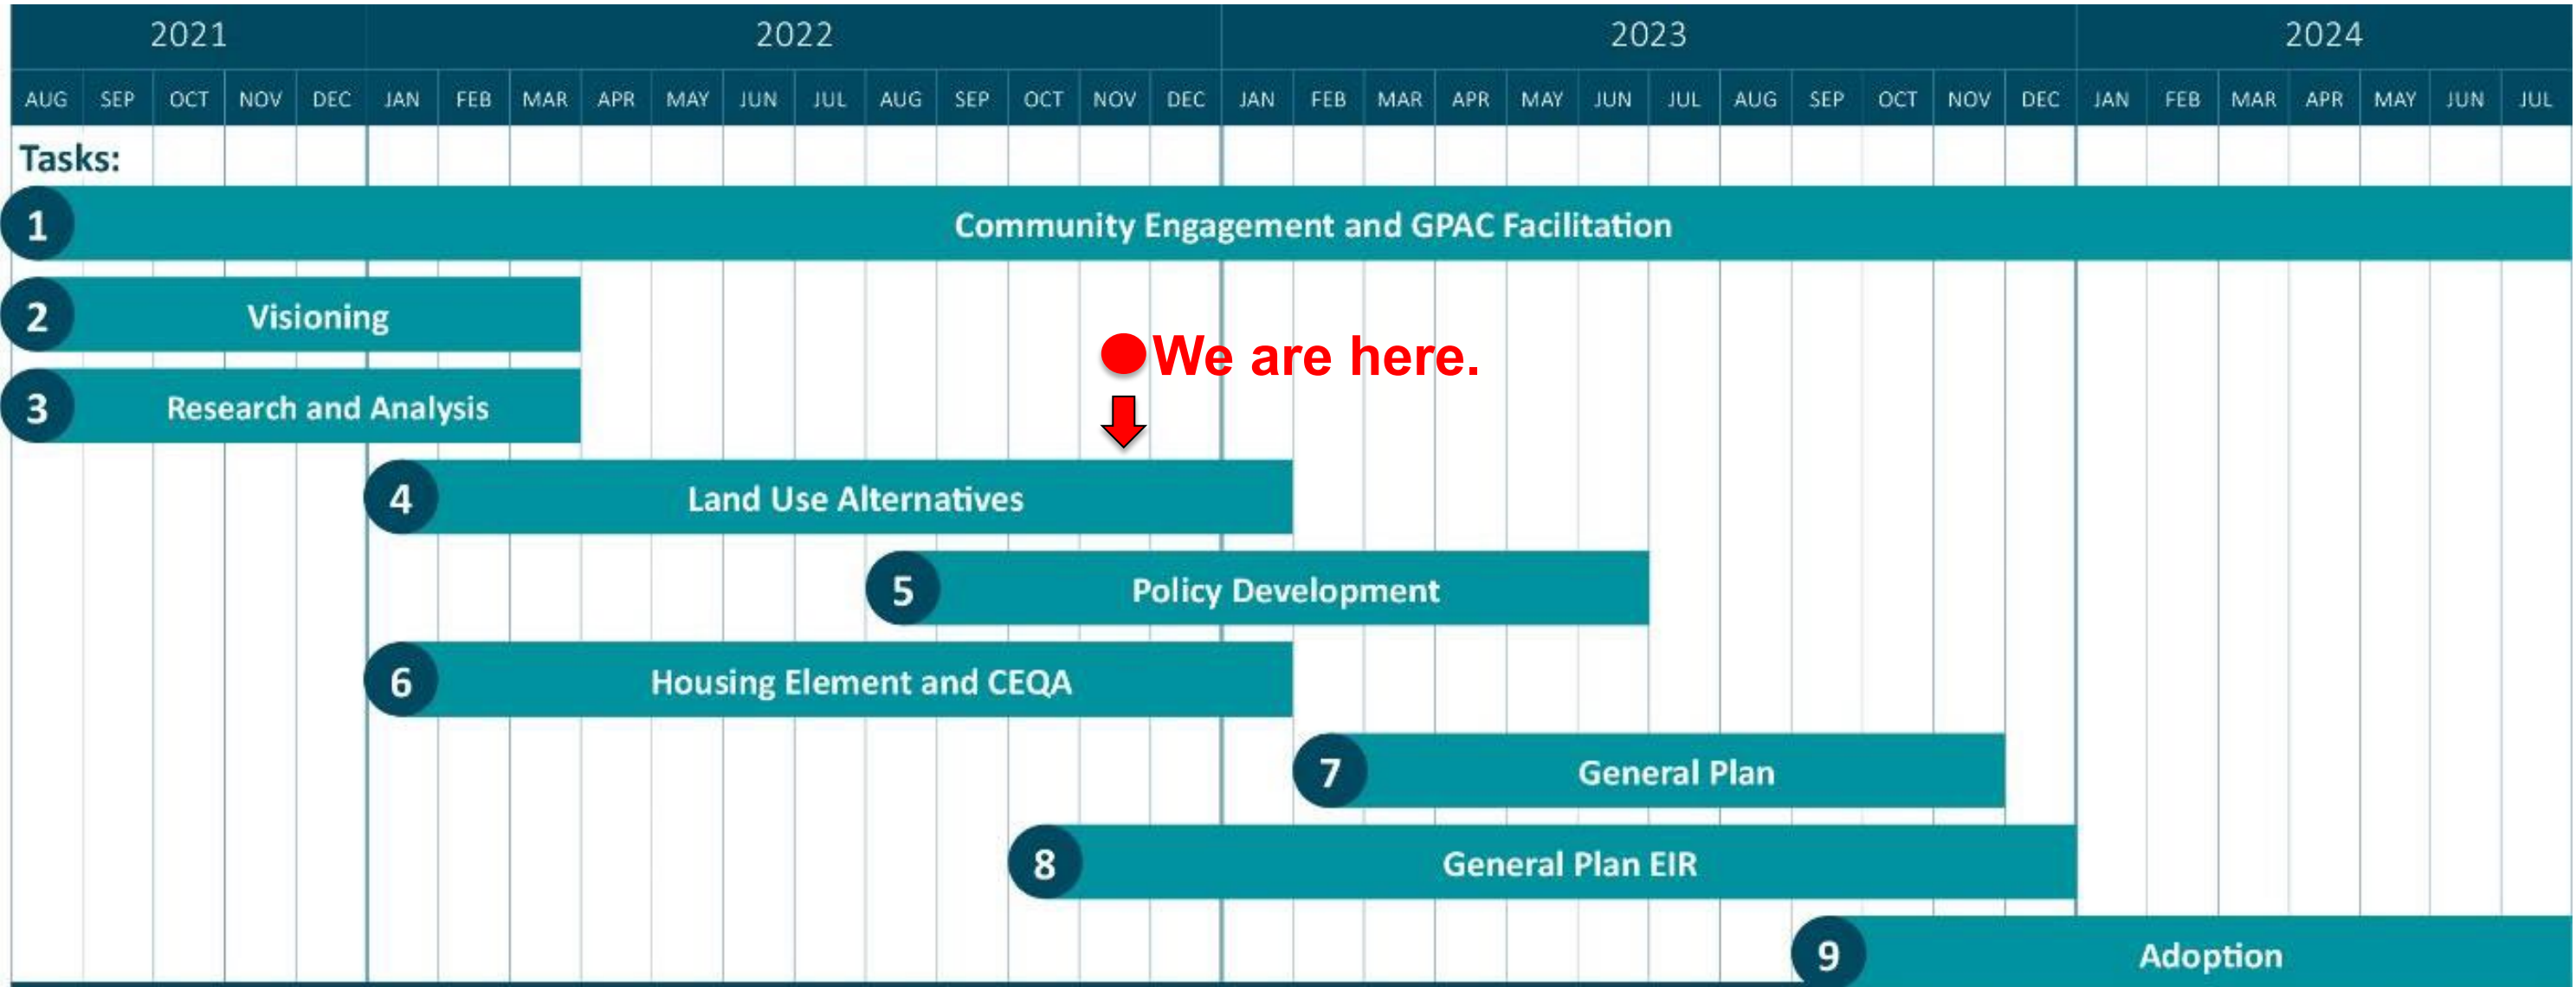 2021 2022 2023 2024
AUG SEP OCT NOV DEC JAN FEB MAR APR MAY JUN JUL AUG SEP OCT NOV DEC JAN FEB MAR APR MAY JUN JUL AUG SEP OCT NOV DEC JAN FEB MAR APR MAY JUN JUL
Tasks:
1 Community Engagement and GPAC Facilitation
2 Visioning
We are here.
3 Research and Analysis
4 Land Use Alternatives
5 Policy Development
6 Housing Element and CEQA
7 General Plan
8 General Plan EIR
9 Adoption